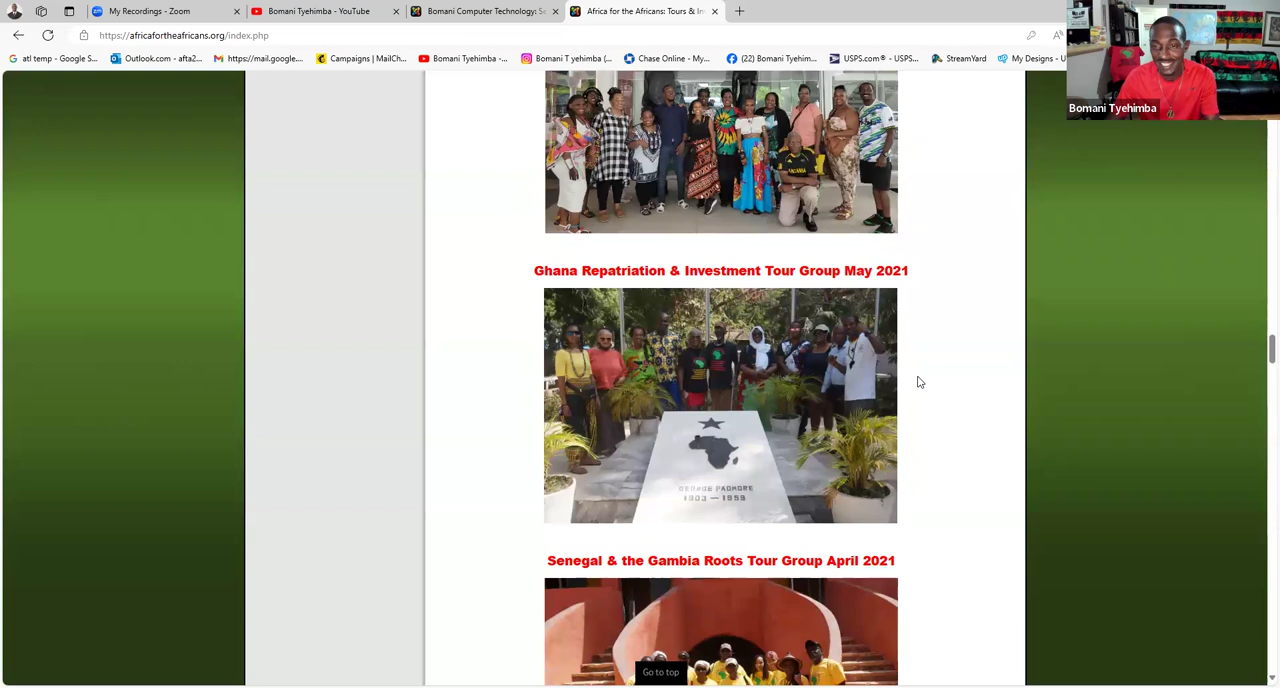 My Recordings - Zoom
Bomani Tyehimba - YouTube
Bomani Computer Technology: Se
Africa for the Africans: Tours & In
https://africafortheafricans.org/index.php
atl temp - Google S...
Outlook.com - afta2...
https://mail.google....
Campaigns | MailCh...
Bomani Tyehimba -...
Bomani T yehimba (...
Chase Online - My...
(22) Bomani Tyehim...
USPS.com® - USPS...
StreamYard
My Designs - U
Bomani Tyehimba
TANZANIA
Ghana Repatriation & Investment Tour Group May 2021
GEORGE PADMORE
1903 — 1959
Senegal & the Gambia Roots Tour Group April 2021
Go to top